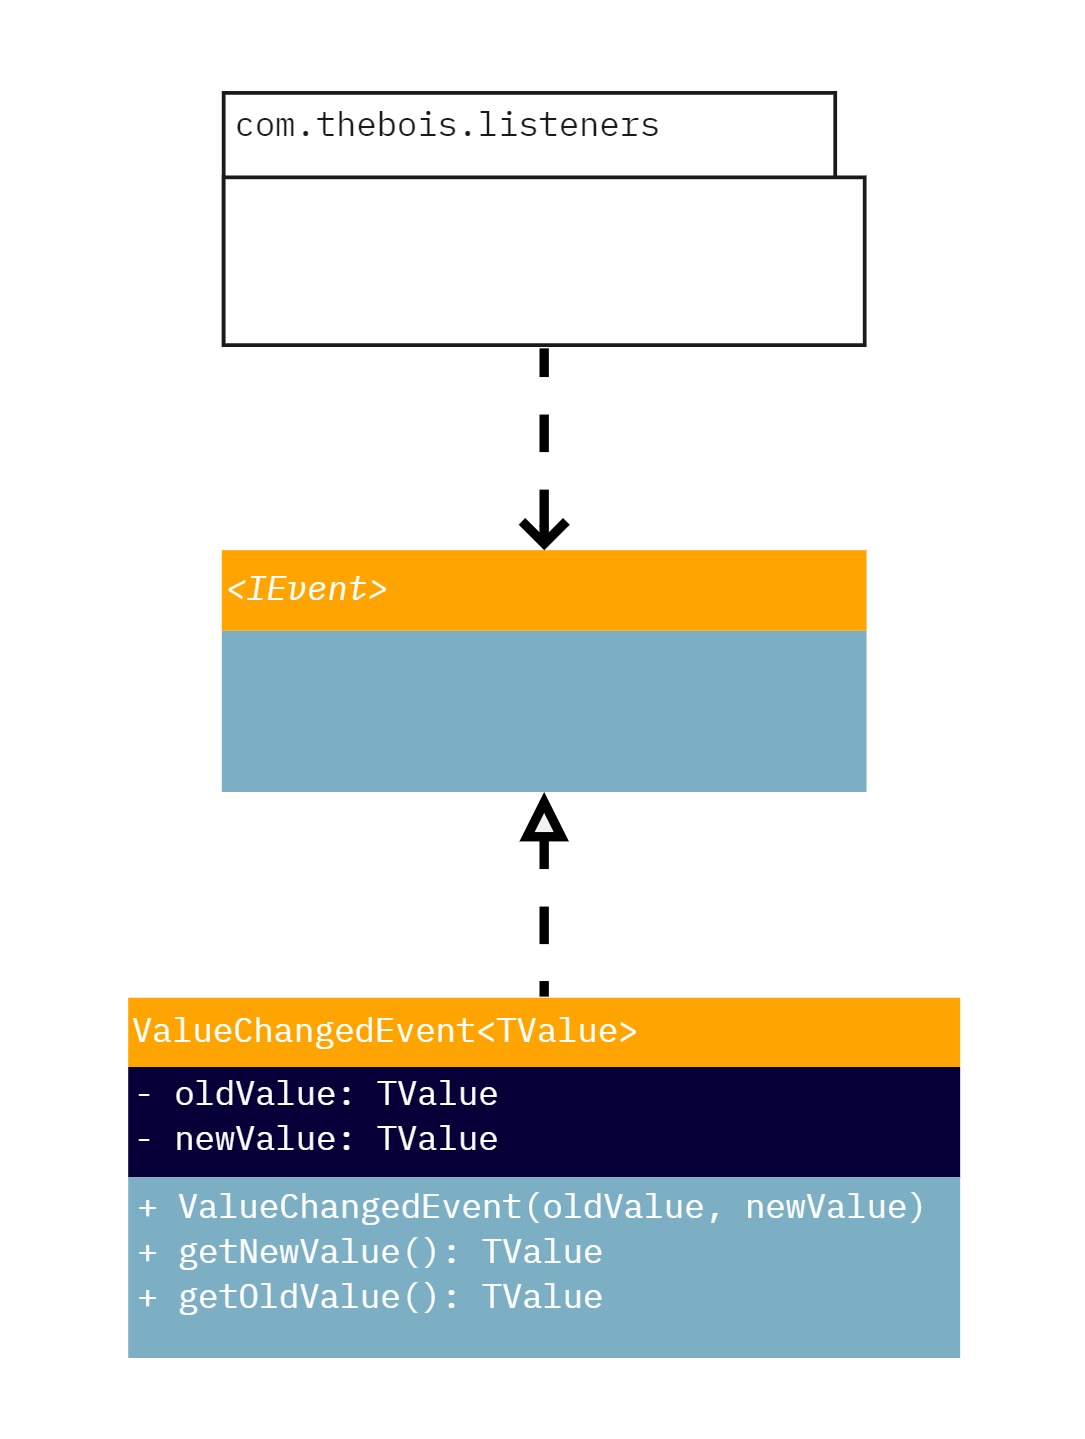 com.thebois.listeners
<IEvent>
ValueChangedEvent<TValue>
- oldValue: TValue
- newValue: TValue
+ ValueChangedEvent(oldValue, newValue)
+ getNewValue(): TValue
+ getOldValue(): TValue